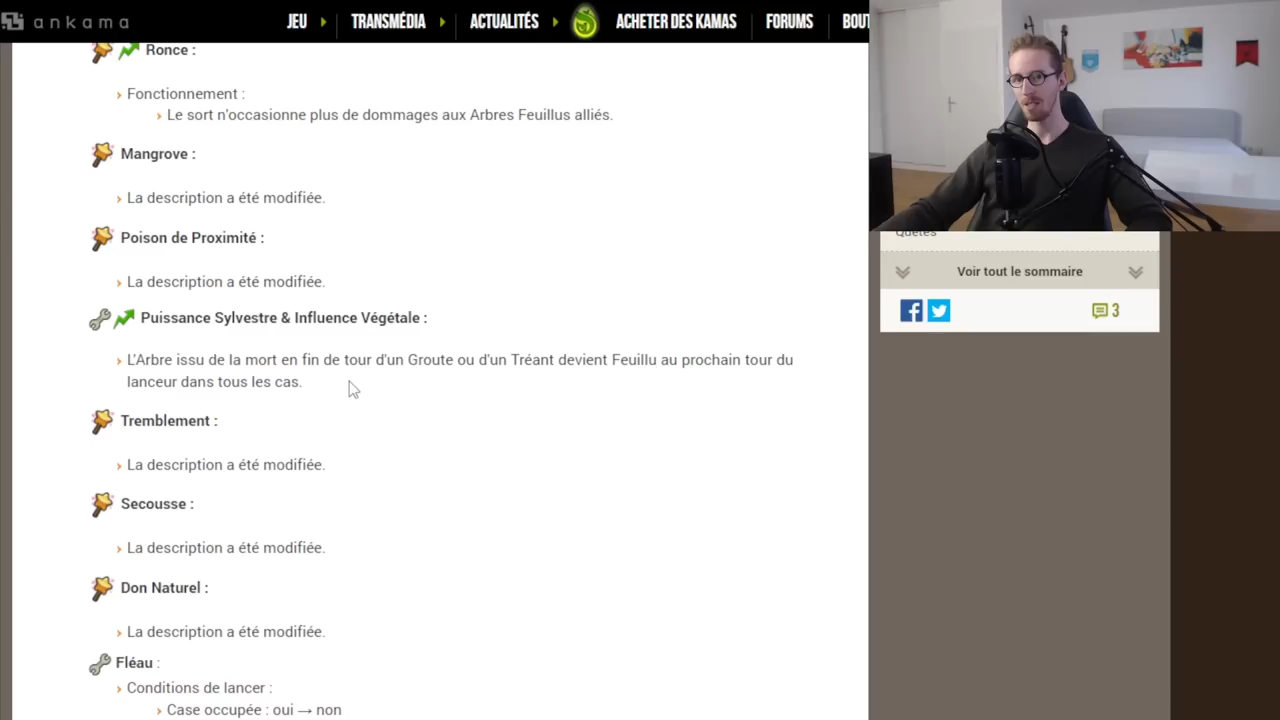 ankama
JEU TRANSMÉDIA ACTUALITÉS ACHETER DES KAMAS FORUMS BOUT
Ronce :
Fonctionnement :
Le sort n'occasionne plus de dommages aux Arbres Feuillus alliés.
Mangrove :
La description a été modifiée.
Poison de Proximité :
La description a été modifiée.
Puissance Sylvestre & Influence Végétale :
L'Arbre issu de la mort en fin de tour d'un Groute ou d'un Tréant devient Feuillu au prochain tour du
lanceur dans tous les cas.
Tremblement :
La description a été modifiée.
Secousse :
La description a été modifiée.
Don Naturel :
La description a été modifiée.
Fléau :
Conditions de lancer :
Case occupée : oui → non
Quêtes
Voir tout le sommaire
3